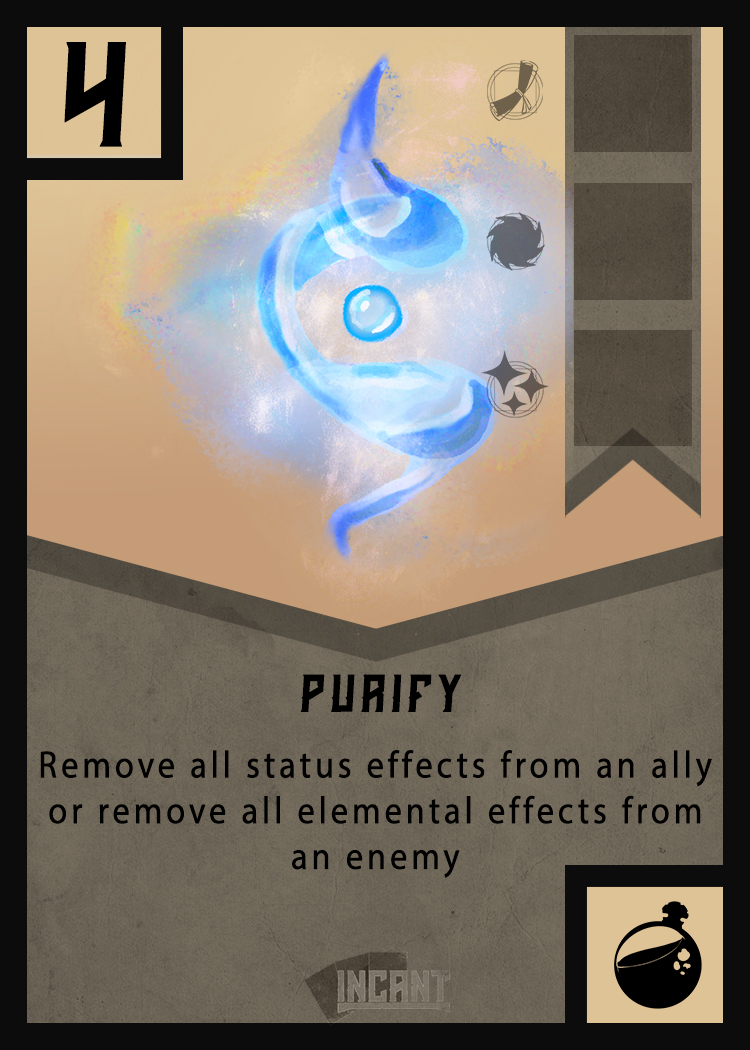 4
PURIFY
Remove all status effects from an ally
or remove all elemental effects from
an enemy
INCANT